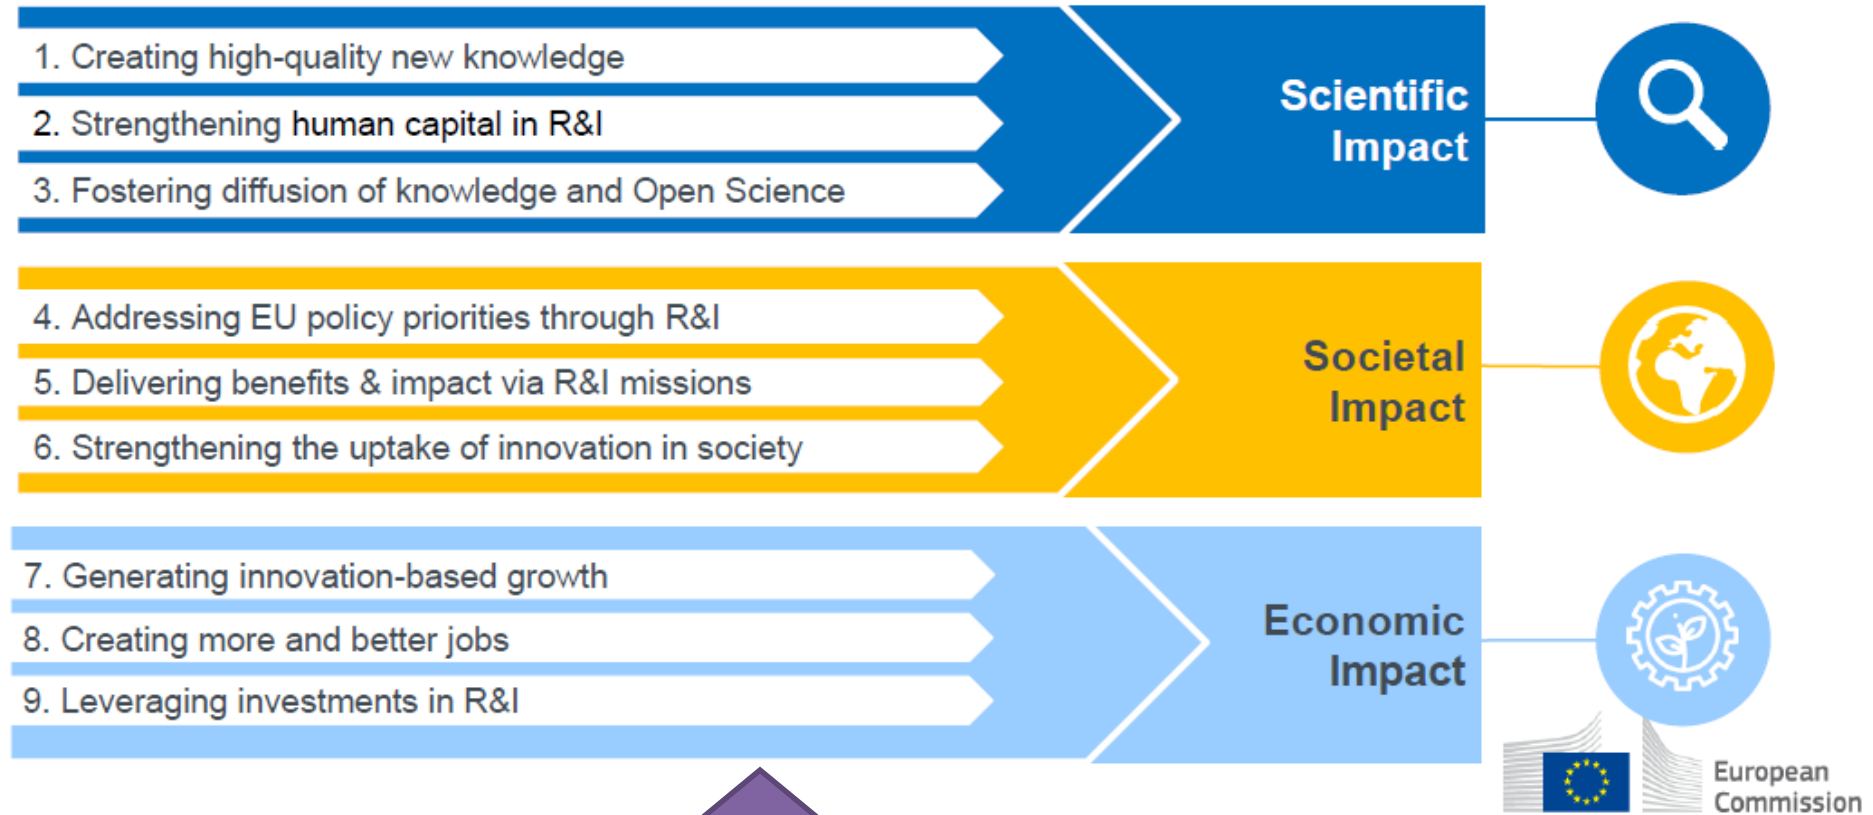 1. Creating high-quality new knowledge
2. Strengthening human capital in R&I
3. Fostering diffusion of knowledge and Open Science
Scientific
Impact
4. Addressing EU policy priorities through R&I
5. Delivering benefits & impact via R&I missions
6. Strengthening the uptake of innovation in society
Societal
Impact
7. Generating innovation-based growth
8. Creating more and better jobs
9. Leveraging investments in R&I
Economic
Impact
European
Commission